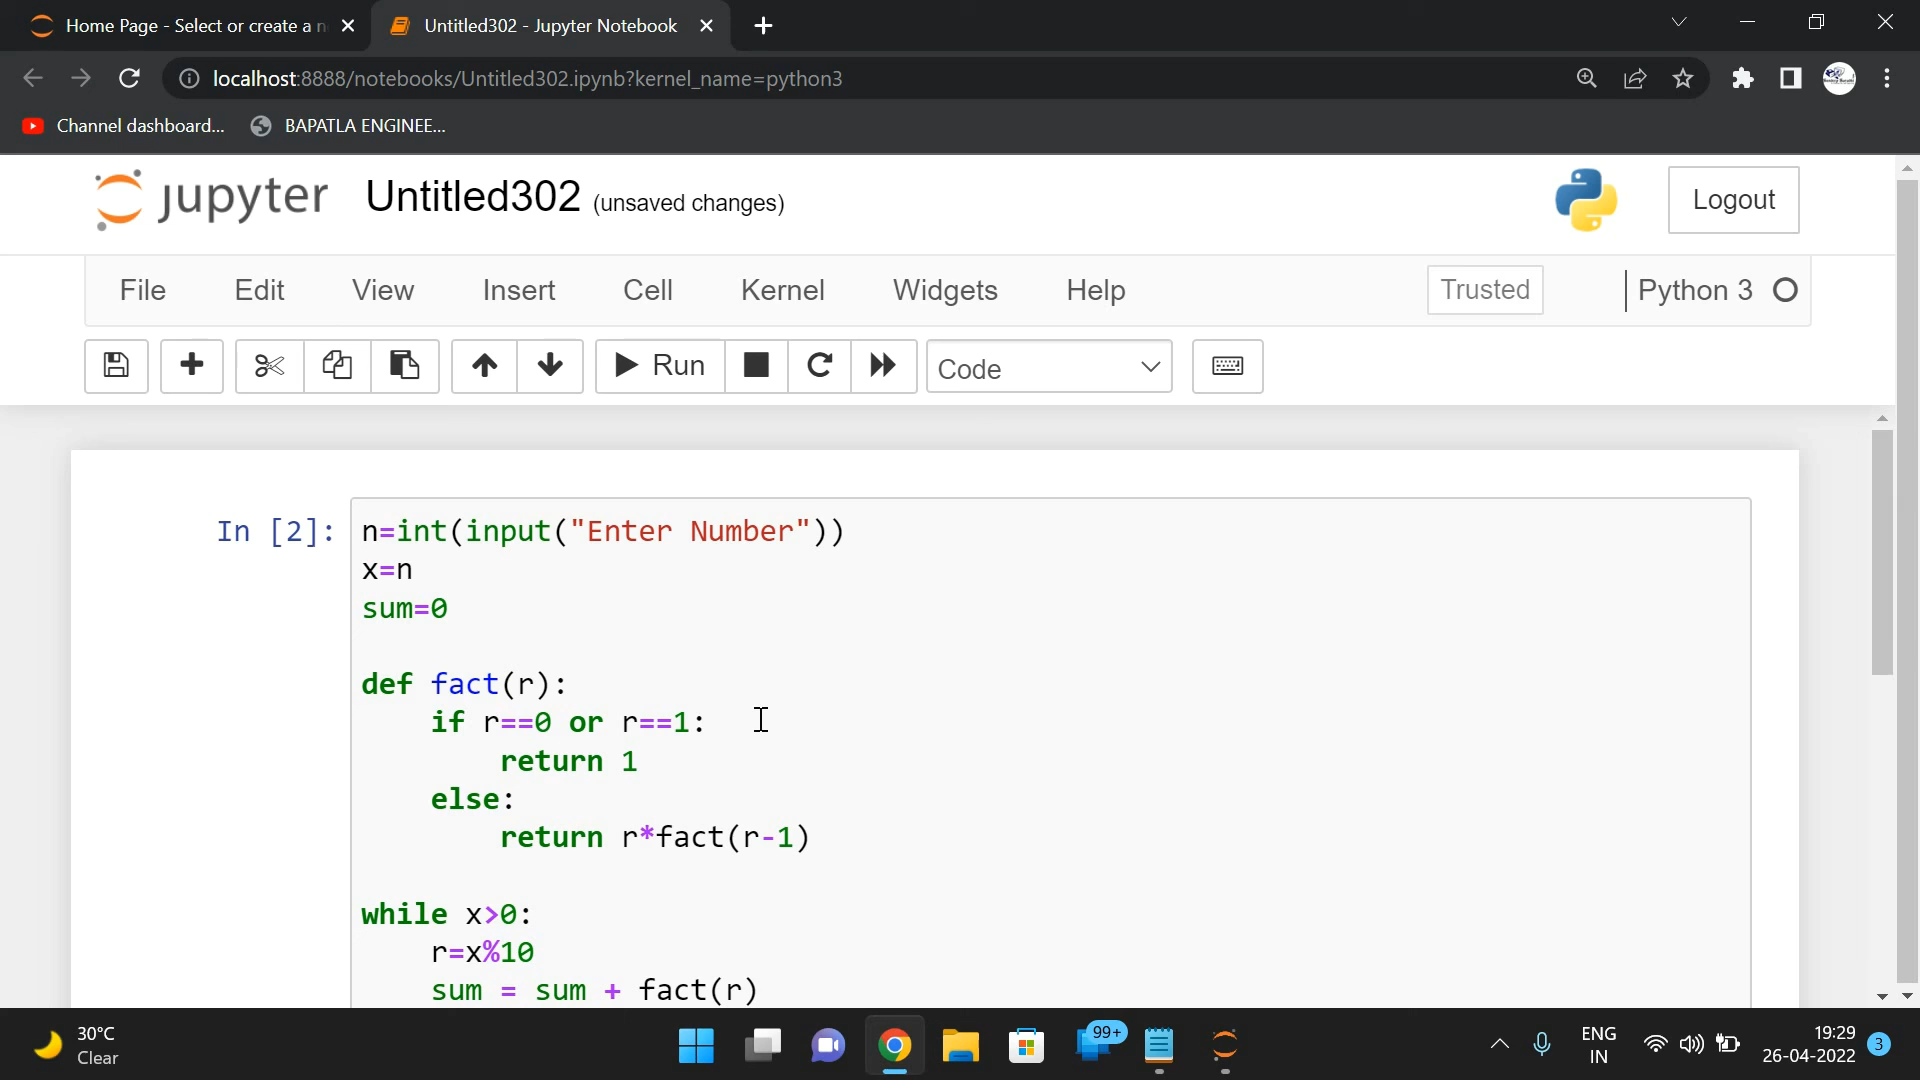 Home Page - Select or create a n
Untitled302 - Jupyter Notebook
localhost:8888/notebooks/Untitled302.ipynb?kernel_name=python3
Channel dashboard...
BAPATLA ENGINEE...
jupyter Untitled302 (unsaved changes)
Logout
File Edit View Insert Cell Kernel Widgets Help Trusted Python 3
Run Code
In [2]: n=int(input("Enter Number"))
x=n
sum=0
def fact(r):
    if r==0 or r==1:
        return 1
    else:
        return r*fact(r-1)
while x>0:
    r=x%10
    sum = sum + fact(r)
30°C
Clear
99+
ENG
IN
19:29
26-04-2022
3